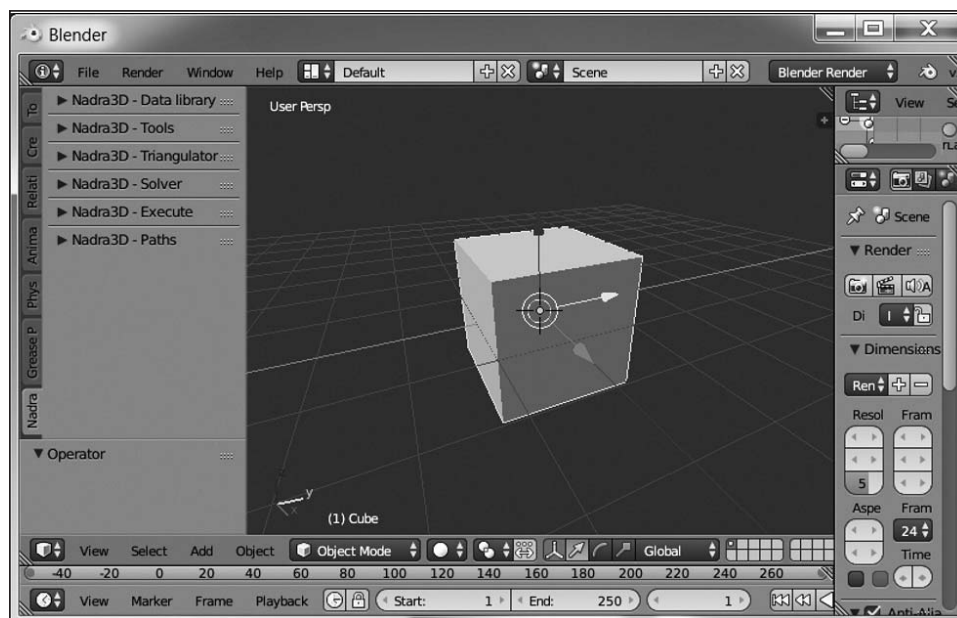 Blender
File Render Window Help Default Scene Blender Render
To
Cre
Relati
Anima
Phys
Grease P
Nadra
Nadra3D - Data library
Nadra3D - Tools
Nadra3D - Triangulator
Nadra3D - Solver
Nadra3D - Execute
Nadra3D - Paths
Operator
User Persp
y
x
(1) Cube
View
Scene
Render
Di I
Dimensions
Ren
Resol Fram
5
Aspe Fram
24
Time
Anti-Alia
View Select Add Object Object Mode Global
-40 -20 0 20 40 60 80 100 120 140 160 180 200 220 240 260
View Marker Frame Playback Start: 1 End: 250 1